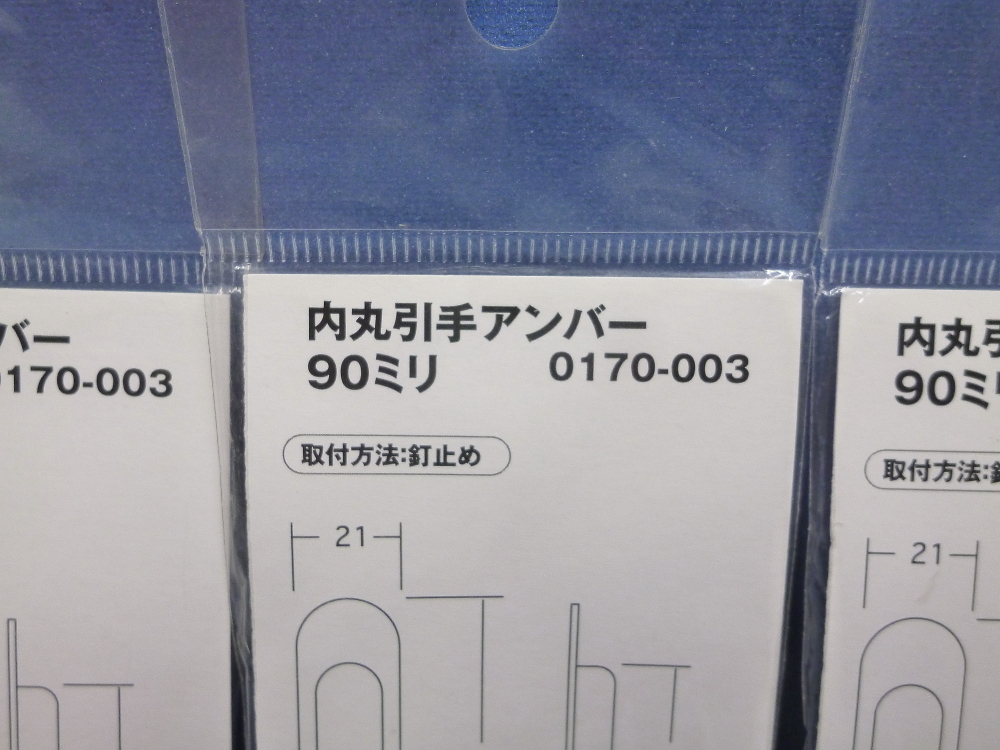 内丸引手アンバー
90ミリ 0170-003
取付方法:釘止め
21
バー
0170-003
内丸引
90ミリ
取付方法:釘
21